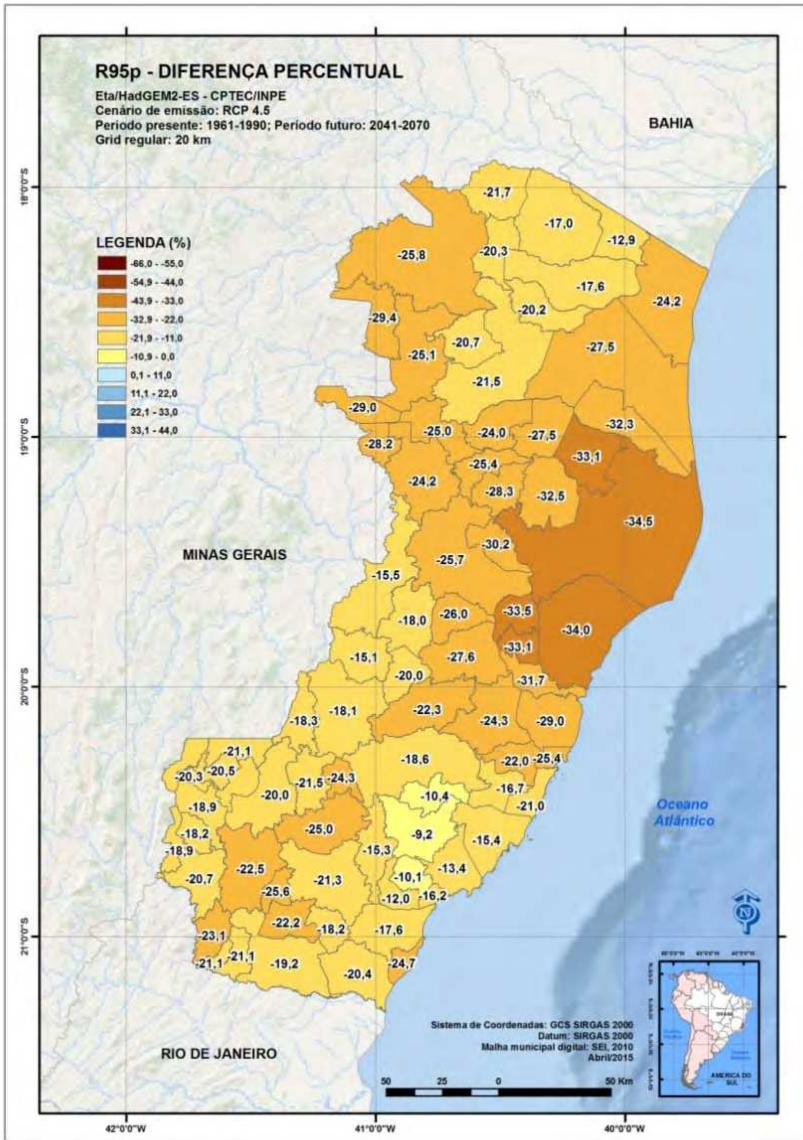 R95p - DIFERENÇA PERCENTUAL
Eta/HadGEM2-ES - CPTEC/INPE
Cenário de emissão: RCP 4.5
Periodo presente: 1961-1990; Período futuro: 2041-2070
Grid regular: 20 km
BAHIA
18°0'0"S
LEGENDA (%)
-66,0 - -55,0
-54,9 - -44,0
-43,9 - -33,0
-32,9 - -22,0
-21,9 - -11,0
-10,9 - 0,0
0,1 - 11,0
11,1 - 22,0
22,1 - 33,0
33,1 - 44,0
-21,7
-17,0
-12,9
-20,3
-25,8
-17,6
-24,2
-20,2
-29,4
-20,7
-27,5
-25,1
-21,5
-29,0
-32,3
19°0'0"S
-28,2
-25,0
-24,0
-27,5
-33,1
-25,4
-24,2
-28,3
-32,5
-34,5
-30,2
MINAS GERAIS
-25,7
-15,5
-33,5
-26,0
-18,0
-34,0
-33,1
-15,1
-27,6
-20,0
-31,7
20°0'0"S
-18,3
-18,1
-22,3
-24,3
-29,0
-21,1
-20,3
-20,5
-21,5
-24,3
-18,6
-22,0
-25,4
-20,0
-10,4
-16,7
-21,0
-18,9
Oceano
Atlântico
-18,2
-25,0
-9,2
-15,4
-18,9
-15,3
-20,7
-22,5
-21,3
-10,1
-13,4
-25,6
-12,0
-16,2
-22,2
-18,2
-17,6
21°0'0"S
-23,1
-21,1
-21,1
-19,2
-20,4
-24,7
N
Sistema de Coordenadas: GCS SIRGAS 2000
Datum: SIRGAS 2000
Malha municipal digital: SEI, 2010
Abril/2015
RIO DE JANEIRO
50 25 0 50 Km
BRASIL
AMERICA DO
SUL
42°0'0"W
41°0'0"W
40°0'0"W